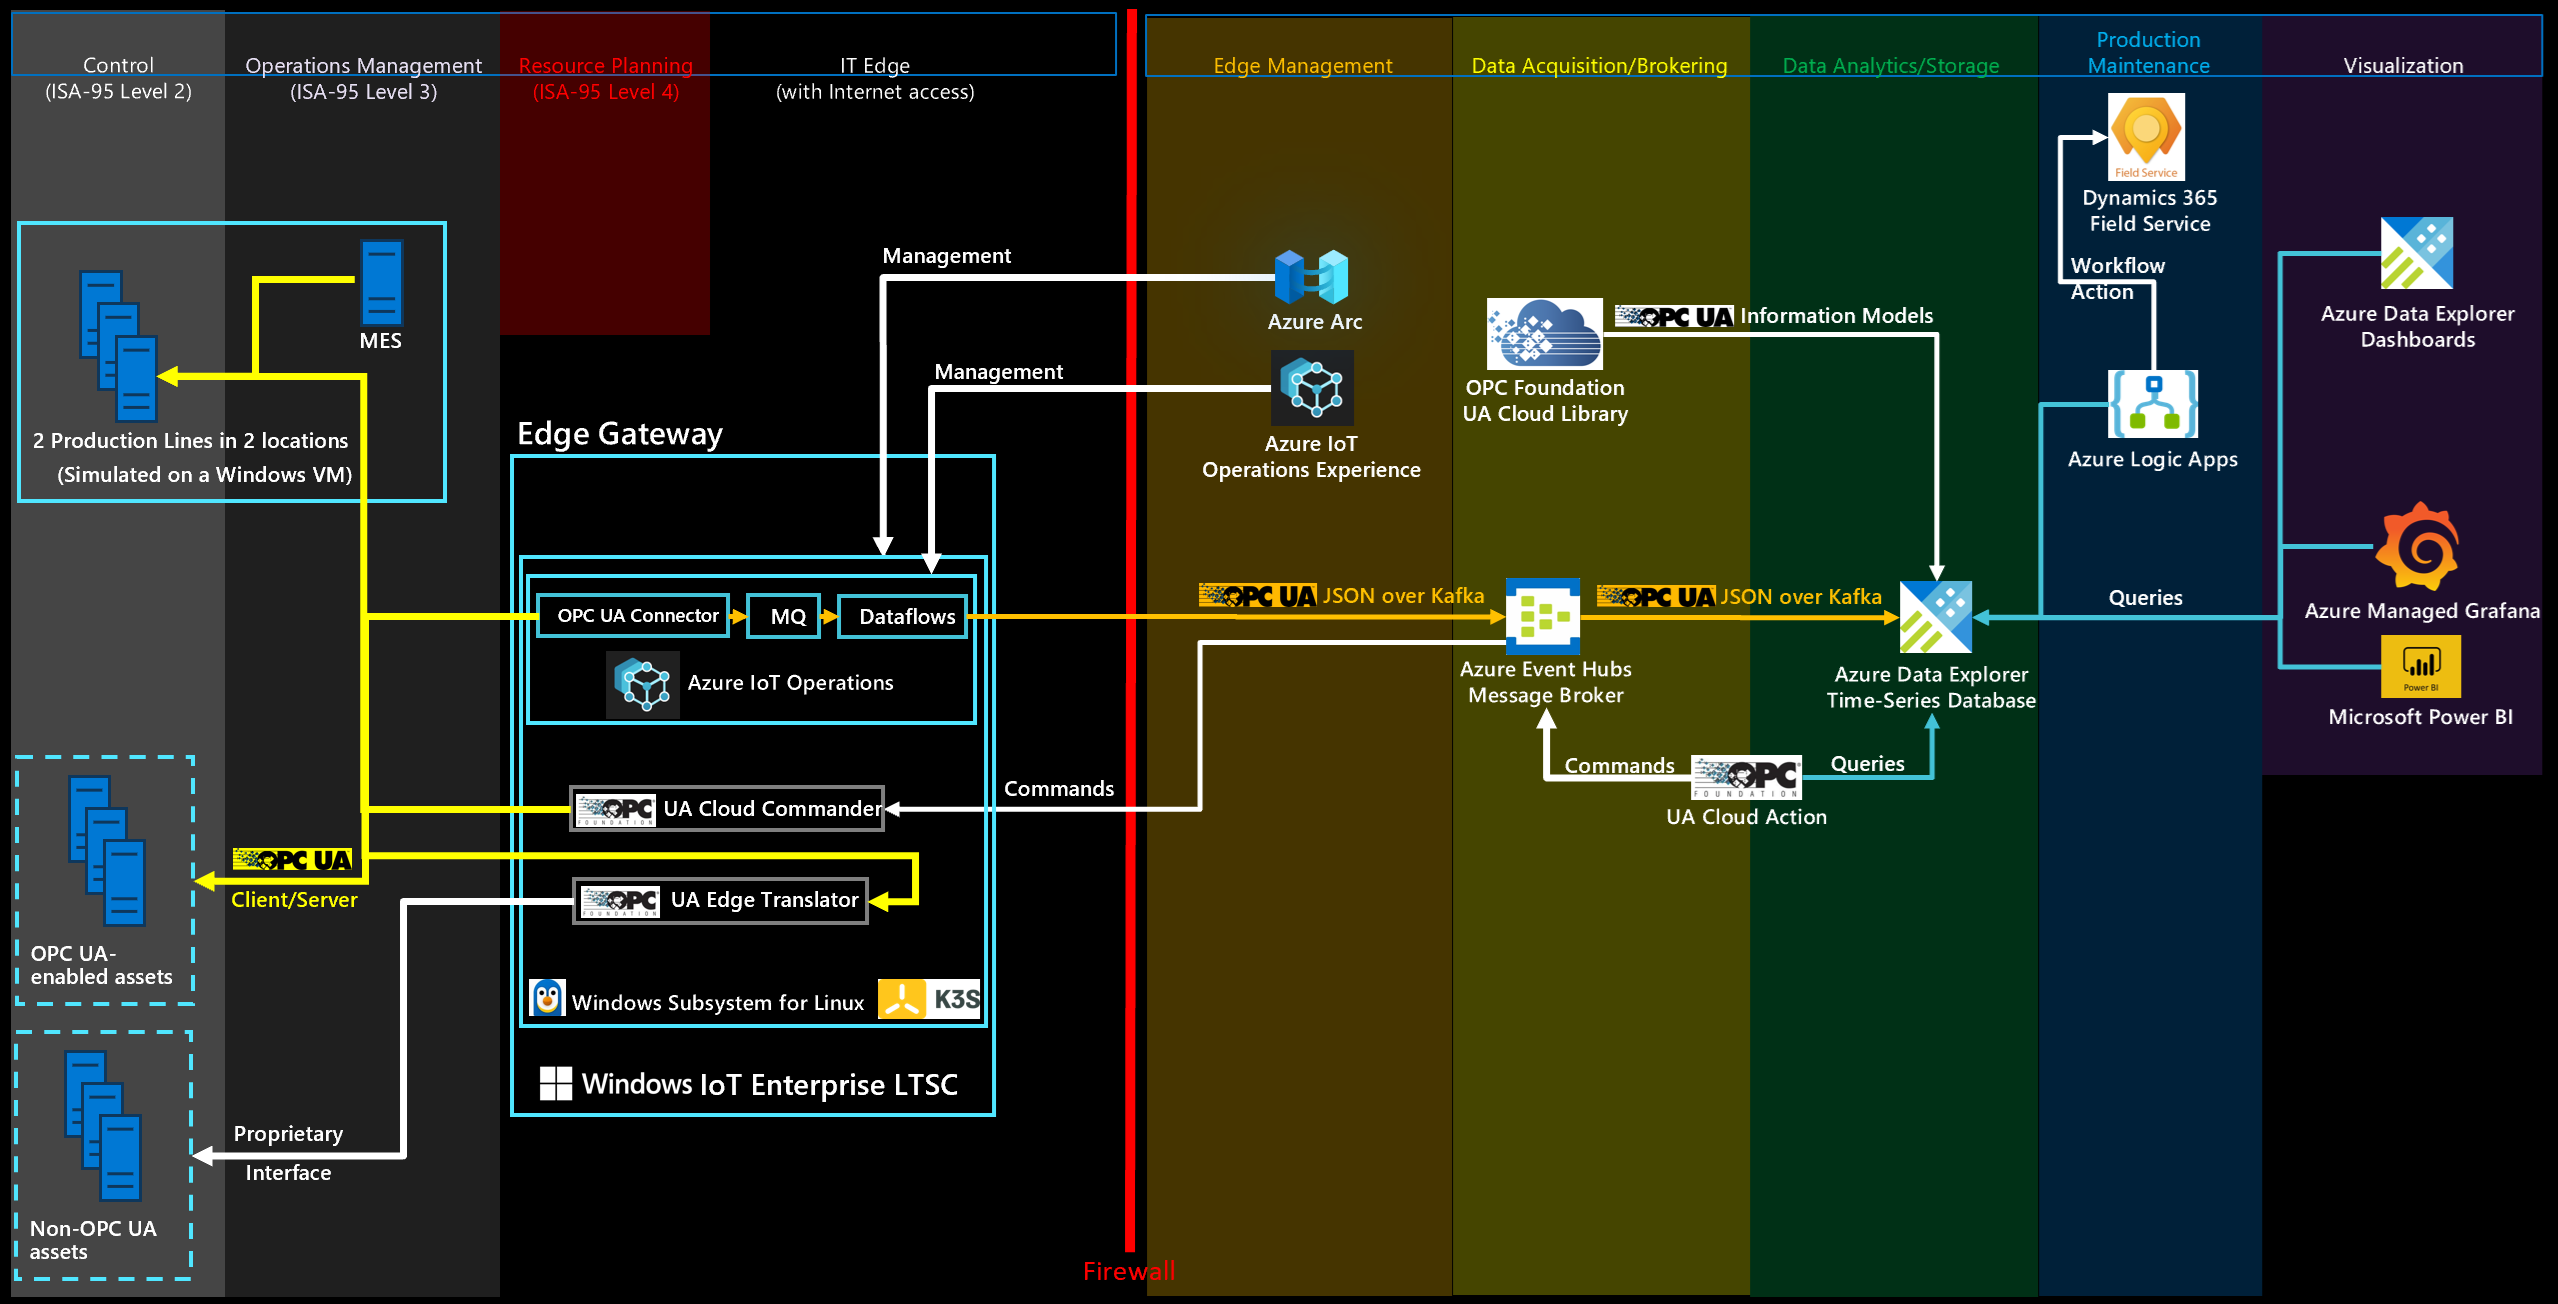 Control
(ISA-95 Level 2)
Operations Management
(ISA-95 Level 3)
Resource Planning
(ISA-95 Level 4)
IT Edge
(with Internet access)
Edge Management
Data Acquisition/Brokering
Data Analytics/Storage
Production
Maintenance
Visualization
MES
2 Production Lines in 2 locations
(Simulated on a Windows VM)
Management
Management
Edge Gateway
OPC UA Connector
MQ
Dataflows
Azure IoT Operations
OPC
FOUNDATION
UA Cloud Commander
Commands
OPC UA
Client/Server
OPC
FOUNDATION
UA Edge Translator
OPC UA-
enabled assets
Windows Subsystem for Linux
K3S
Windows IoT Enterprise LTSC
Proprietary
Interface
Non-OPC UA
assets
Firewall
Azure Arc
Azure IoT
Operations Experience
OPC UA Information Models
OPC Foundation
UA Cloud Library
OPC UA JSON over Kafka
OPC UA JSON over Kafka
Azure Event Hubs
Message Broker
Azure Data Explorer
Time-Series Database
Commands
Queries
OPC
FOUNDATION
UA Cloud Action
Field Service
Dynamics 365
Field Service
Workflow
Action
Azure Logic Apps
Queries
Azure Data Explorer
Dashboards
Azure Managed Grafana
Power BI
Microsoft Power BI